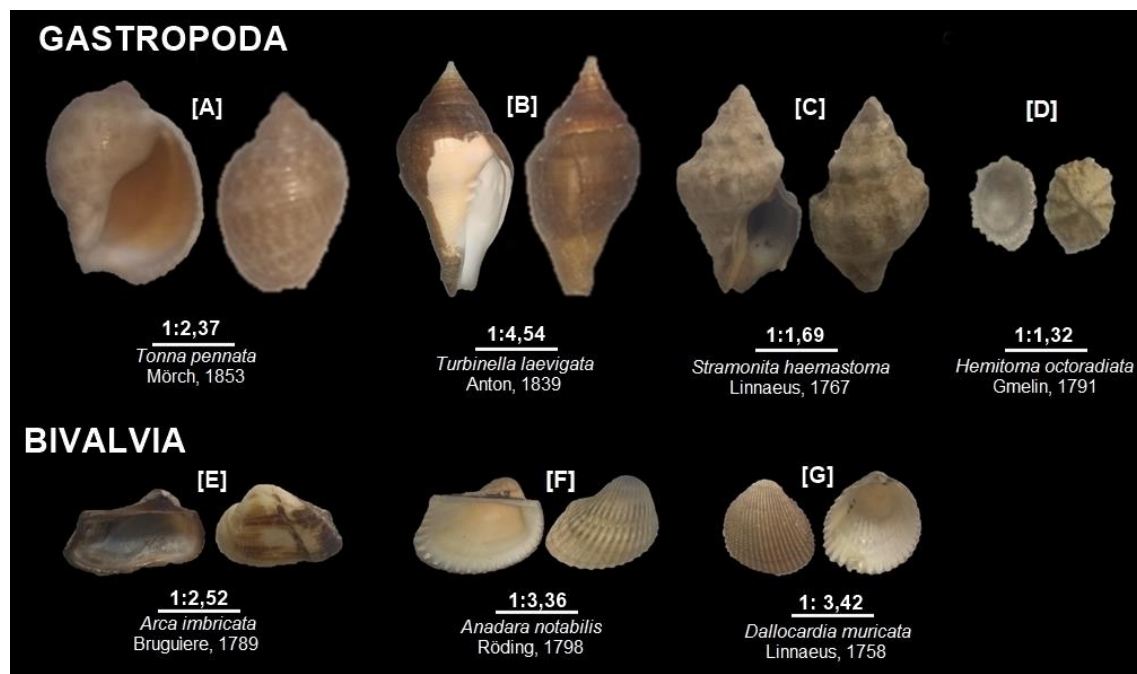 GASTROPODA
[A]
[B]
[C]
[D]
1:2,37
Tonna pennata
Mörch, 1853
1:4,54
Turbinella laevigata
Anton, 1839
1:1,69
Stramonita haemastoma
Linnaeus, 1767
1:1,32
Hemitoma octoradiata
Gmelin, 1791
BIVALVIA
[E]
[F]
[G]
1:2,52
Arca imbricata
Bruguiere, 1789
1:3,36
Anadara notabilis
Röding, 1798
1: 3,42
Dallocardia muricata
Linnaeus, 1758